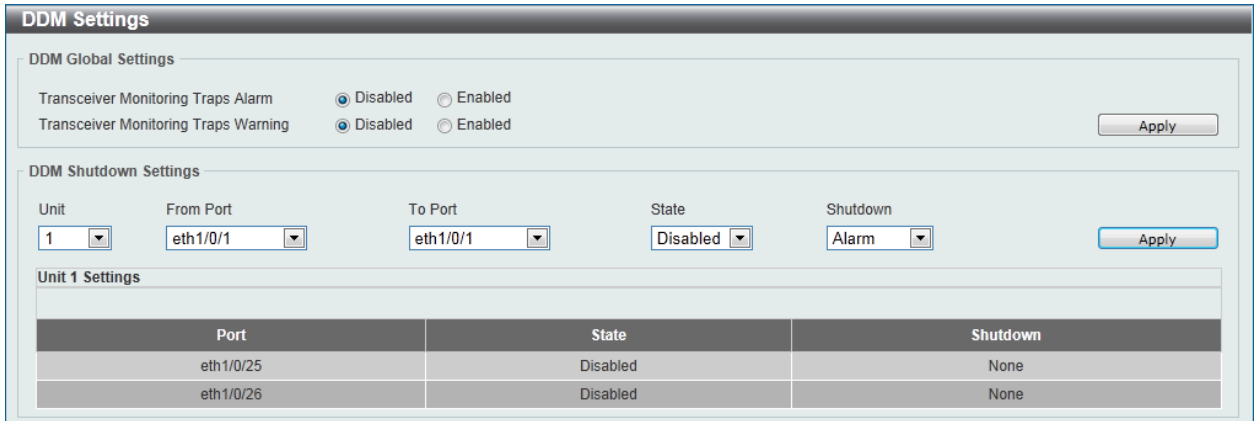 DDM Settings
DDM Global Settings
Transceiver Monitoring Traps Alarm Disabled Enabled
Transceiver Monitoring Traps Warning Disabled Enabled Apply
DDM Shutdown Settings
Unit From Port To Port State Shutdown
1 eth1/0/1 eth1/0/1 Disabled Alarm Apply
Unit 1 Settings
Port State Shutdown
eth1/0/25 Disabled None
eth1/0/26 Disabled None